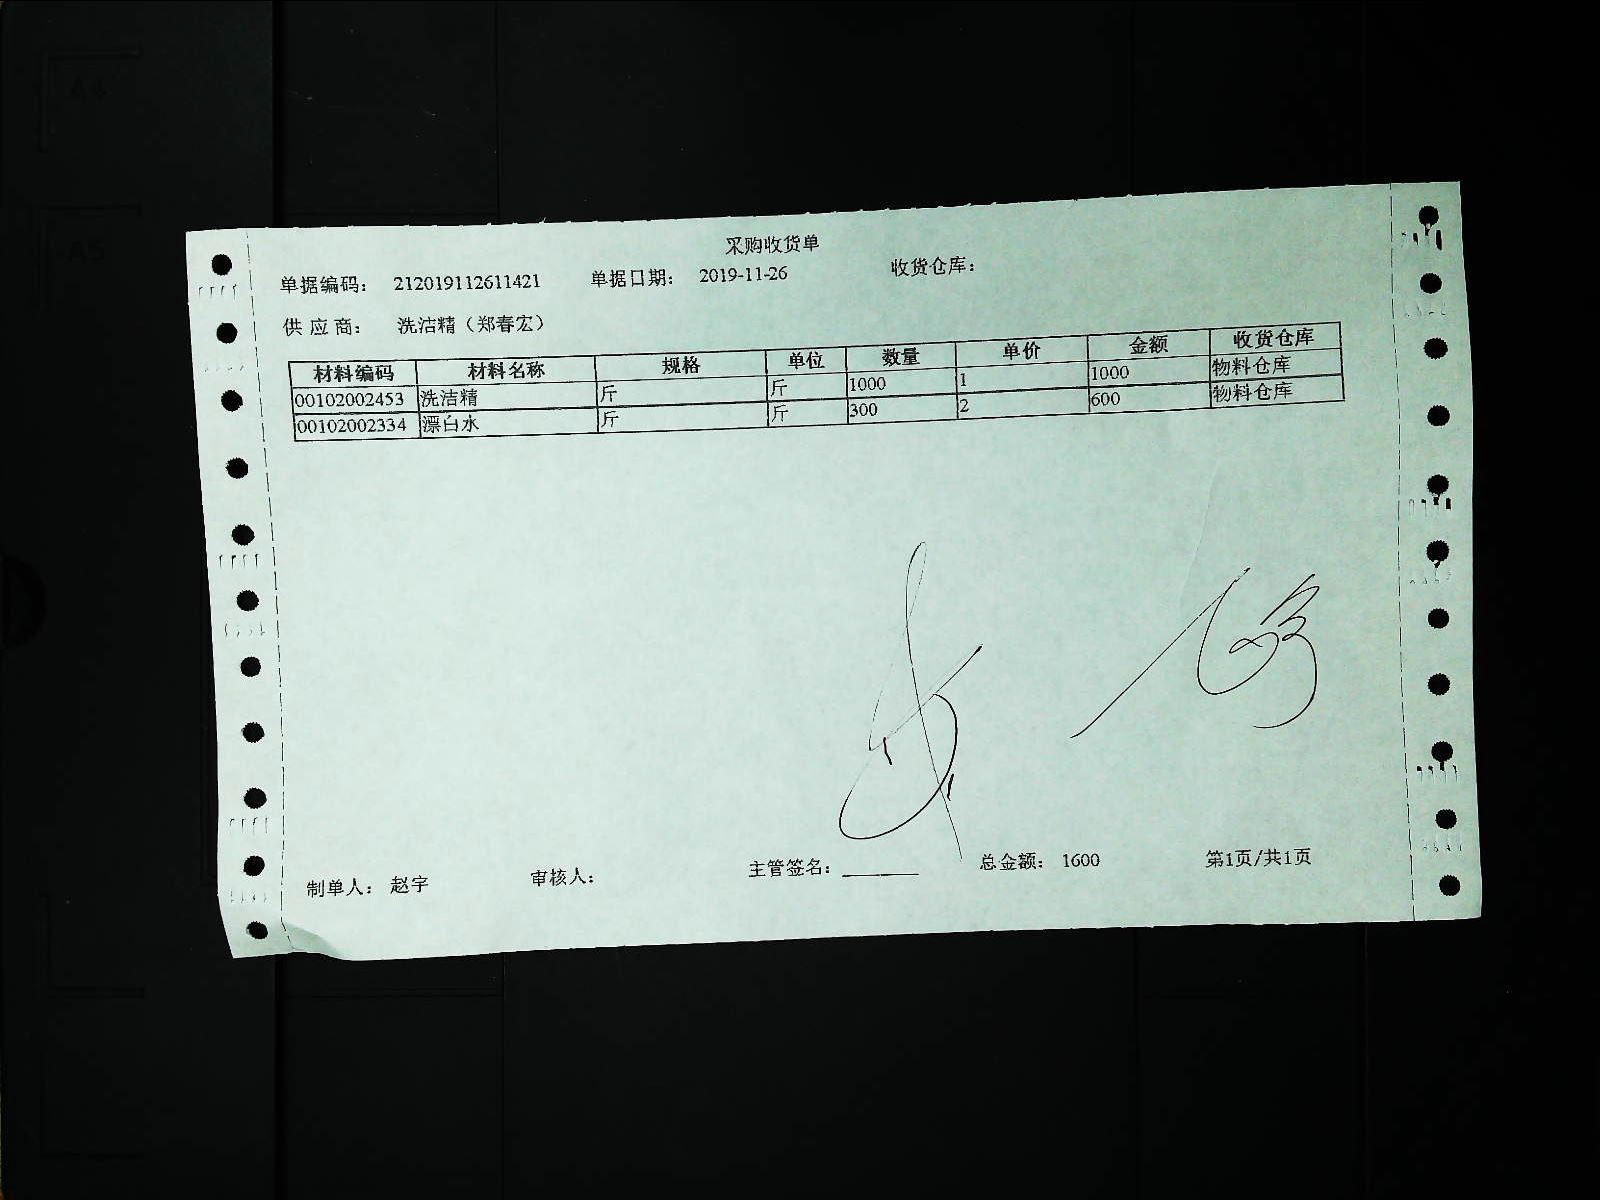 采购收货单
单据编码： 212019112611421 单据日期： 2019-11-26 收货仓库：
供 应 商： 洗洁精（郑春宏）
材料编码 材料名称 规格 单位 数量 单价 金额 收货仓库
00102002453 洗洁精 斤 斤 1000 1 1000 物料仓库
00102002334 漂白水 斤 斤 300 2 600 物料仓库
制单人： 赵宇 审核人： 主管签名：______ 总金额： 1600 第1页/共1页